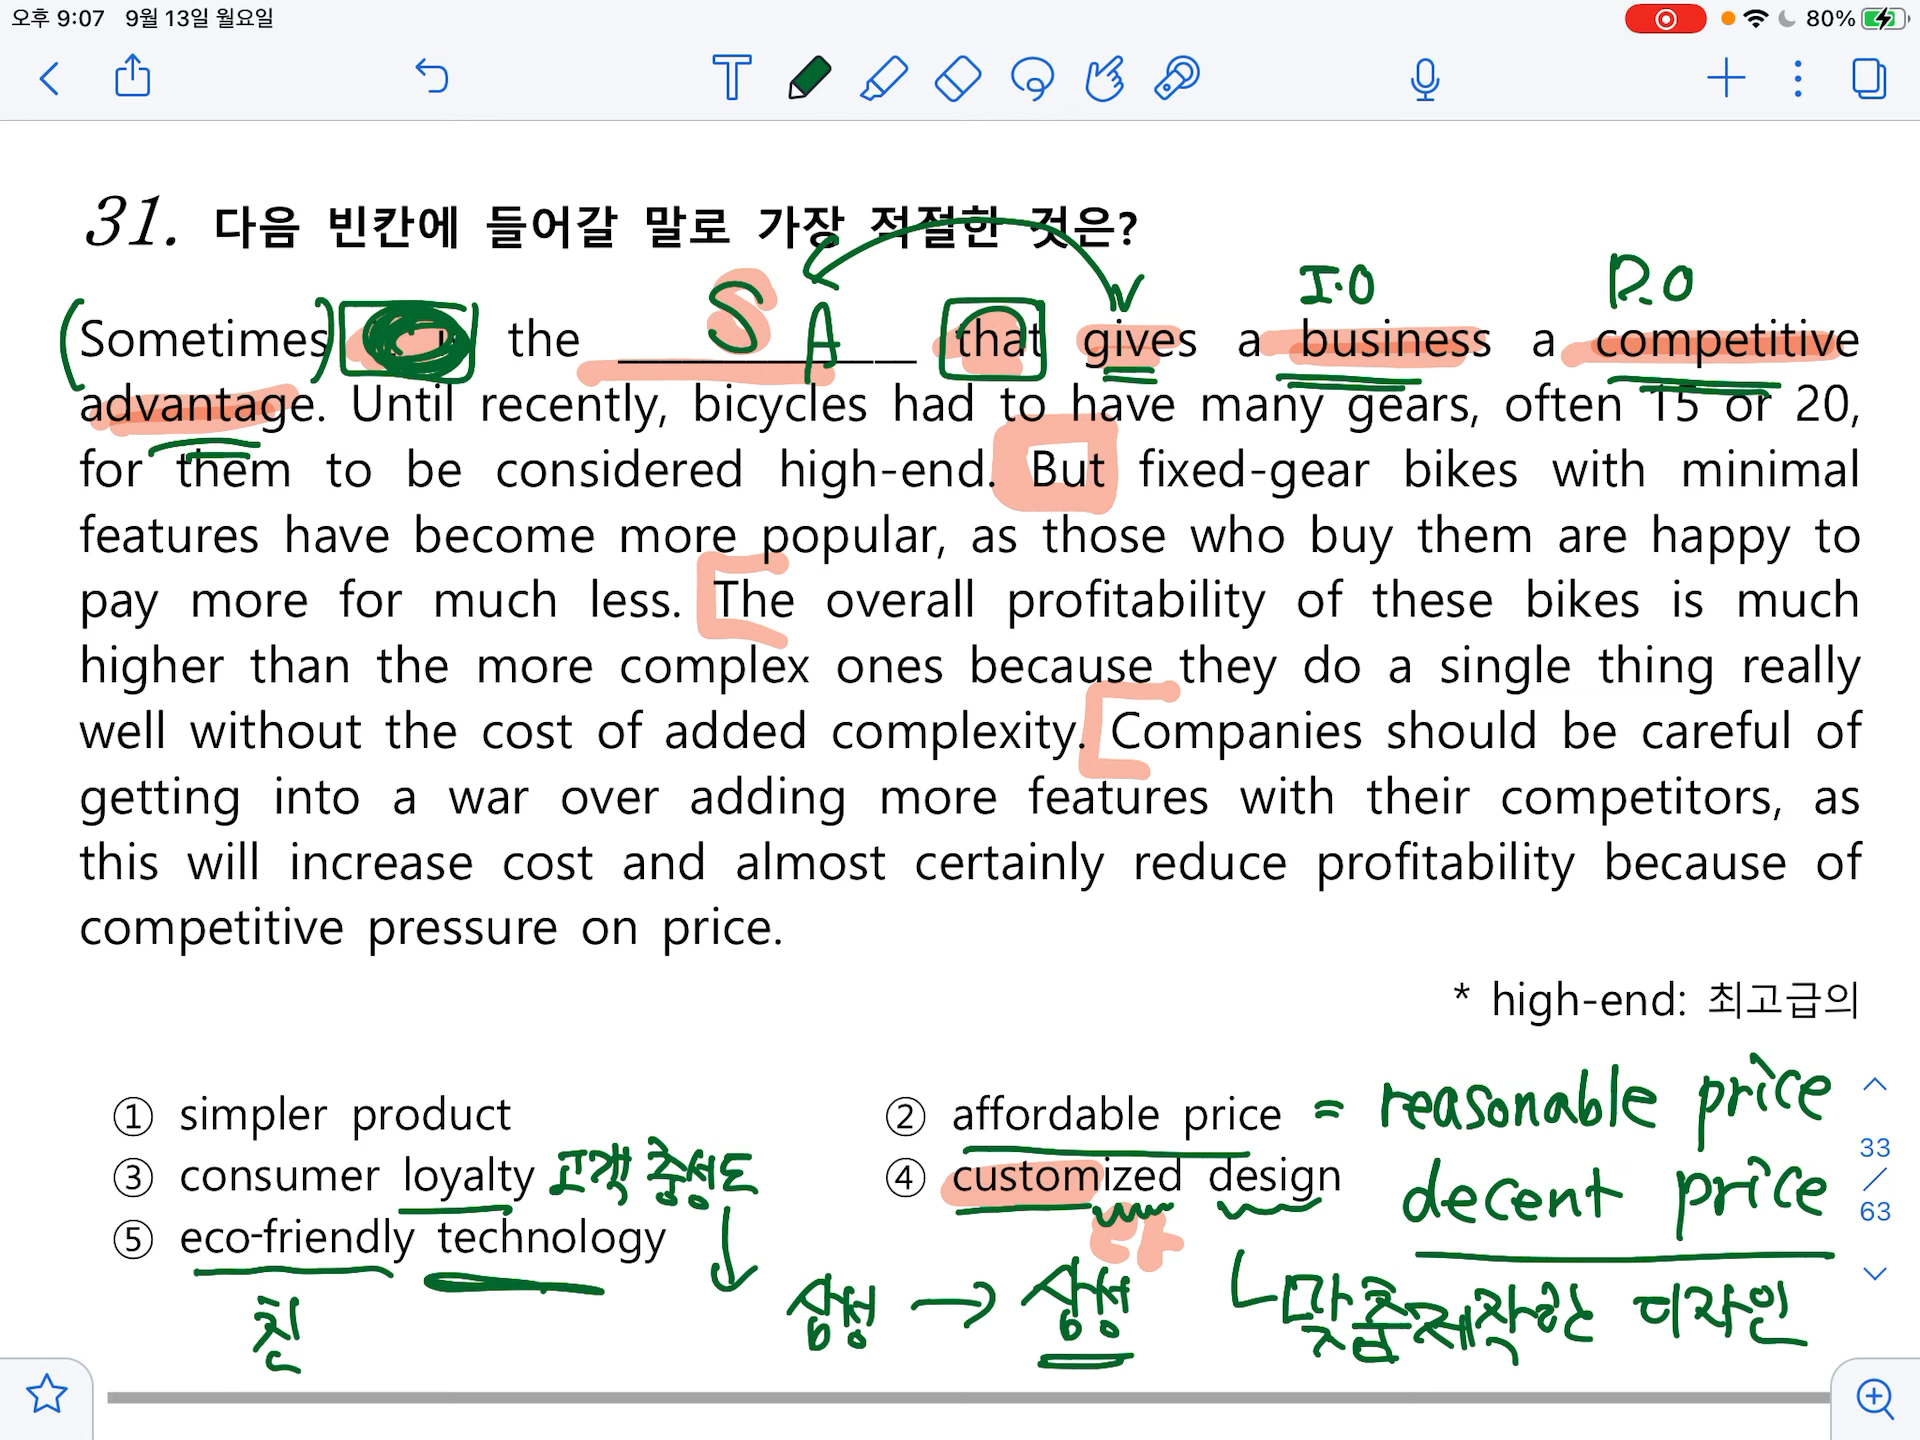 오후 9:07 9월 13일 월요일
80%
31. 다음 빈칸에 들어갈 말로 가장 적절한 것은?
S A V I.O D.O
(Sometimes) the ____________ that gives a business a competitive
advantage. Until recently, bicycles had to have many gears, often 15 or 20,
for them to be considered high-end. But fixed-gear bikes with minimal
features have become more popular, as those who buy them are happy to
pay more for much less. The overall profitability of these bikes is much
higher than the more complex ones because they do a single thing really
well without the cost of added complexity. Companies should be careful of
getting into a war over adding more features with their competitors, as
this will increase cost and almost certainly reduce profitability because of
competitive pressure on price.
* high-end: 최고급의
① simpler product ② affordable price = reasonable price
③ consumer loyalty 고객 충성도 ④ customized design decent price
⑤ eco-friendly technology
화
친 삼성 → 삼성 맞춤제작하는 디자인
33
/
63